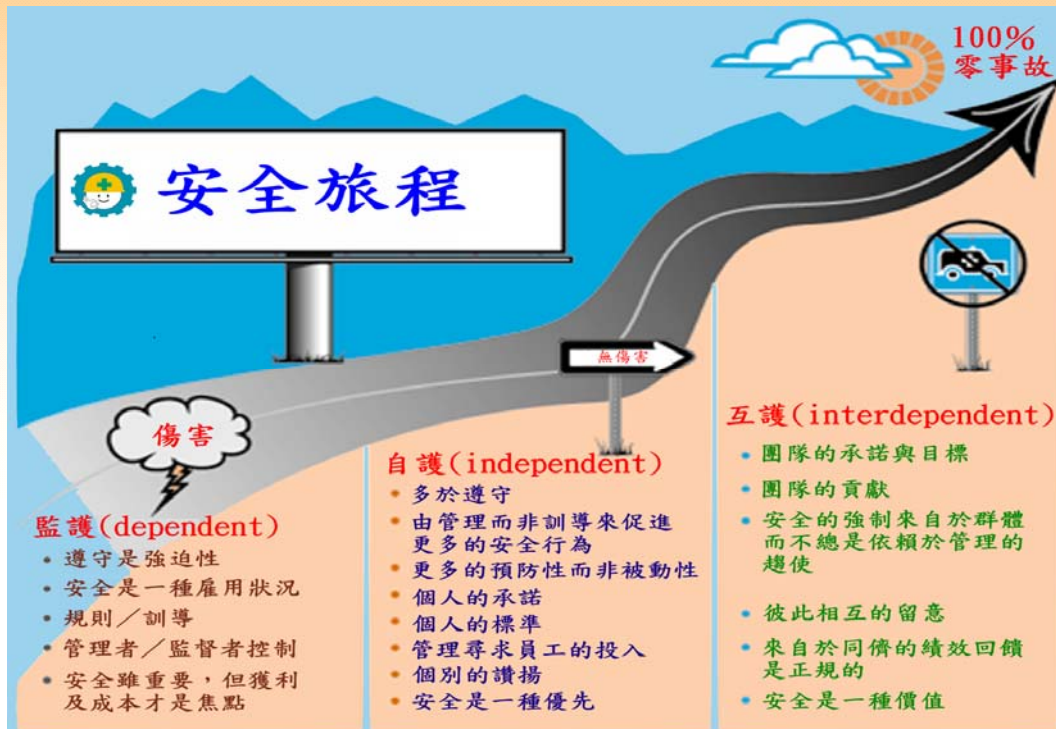 100%
零事故
安全旅程
無傷害
傷害
監護(dependent)
• 遵守是強迫性
• 安全是一種雇用狀況
• 規則／訓導
• 管理者／監督者控制
• 安全雖重要，但獲利
及成本才是焦點
自護(independent)
• 多於遵守
• 由管理而非訓導來促進
更多的安全行為
• 更多的預防性而非被動性
• 個人的承諾
• 個人的標準
• 管理尋求員工的投入
• 個別的讚揚
• 安全是一種優先
互護(interdependent)
• 團隊的承諾與目標
• 團隊的貢獻
• 安全的強制來自於群體
而不總是依賴於管理的
趨使
• 彼此相互的留意
• 來自於同儕的績效回饋
是正規的
• 安全是一種價值